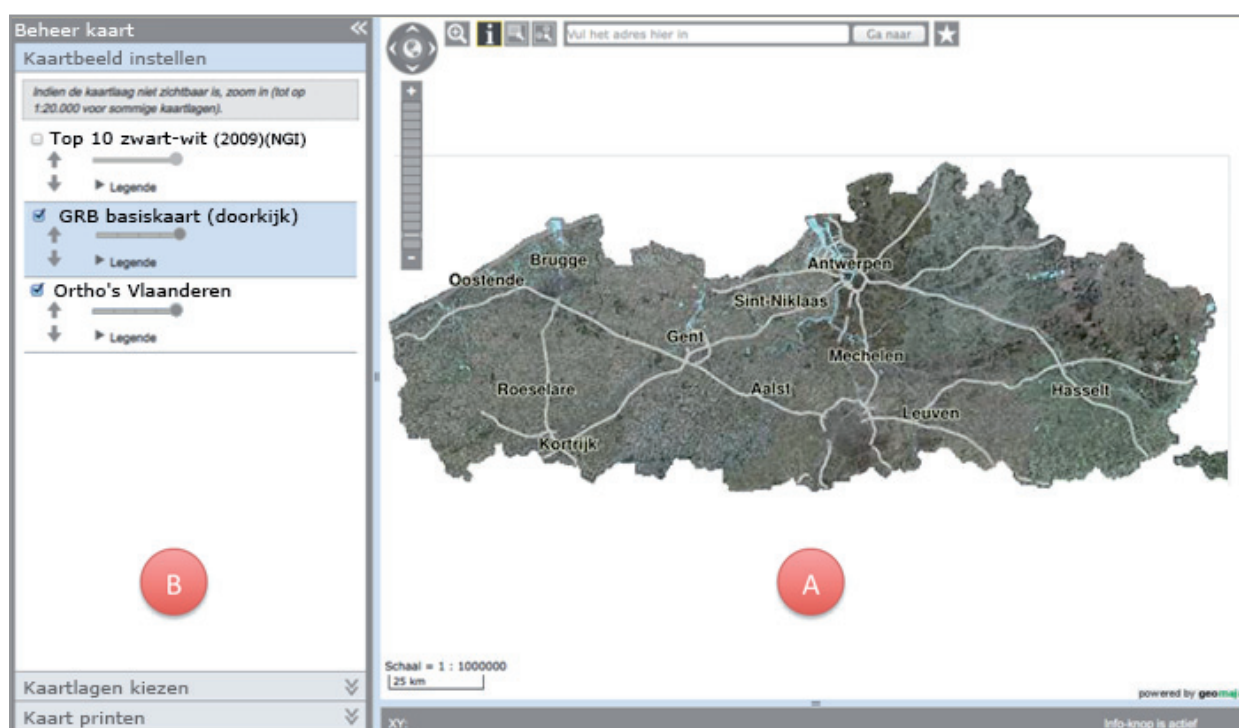 Beheer kaart
Kaartbeeld instellen
Indien de kaartlaag niet zichtbaar is, zoom in (tot op
1:20.000 voor sommige kaartlagen).
Top 10 zwart-wit (2009)(NGI)
Legende
GRB basiskaart (doorkijk)
Legende
Ortho's Vlaanderen
Legende
B
Kaartlagen kiezen
Kaart printen
Vul het adres hier in
Ga naar
Brugge
Oostende
Antwerpen
Sint-Niklaas
Gent
Mechelen
Roeselare
Aalst
Hasselt
Leuven
Kortrijk
A
Schaal = 1 : 1000000
25 km
powered by geomaj
XY:
Info-knop is actief